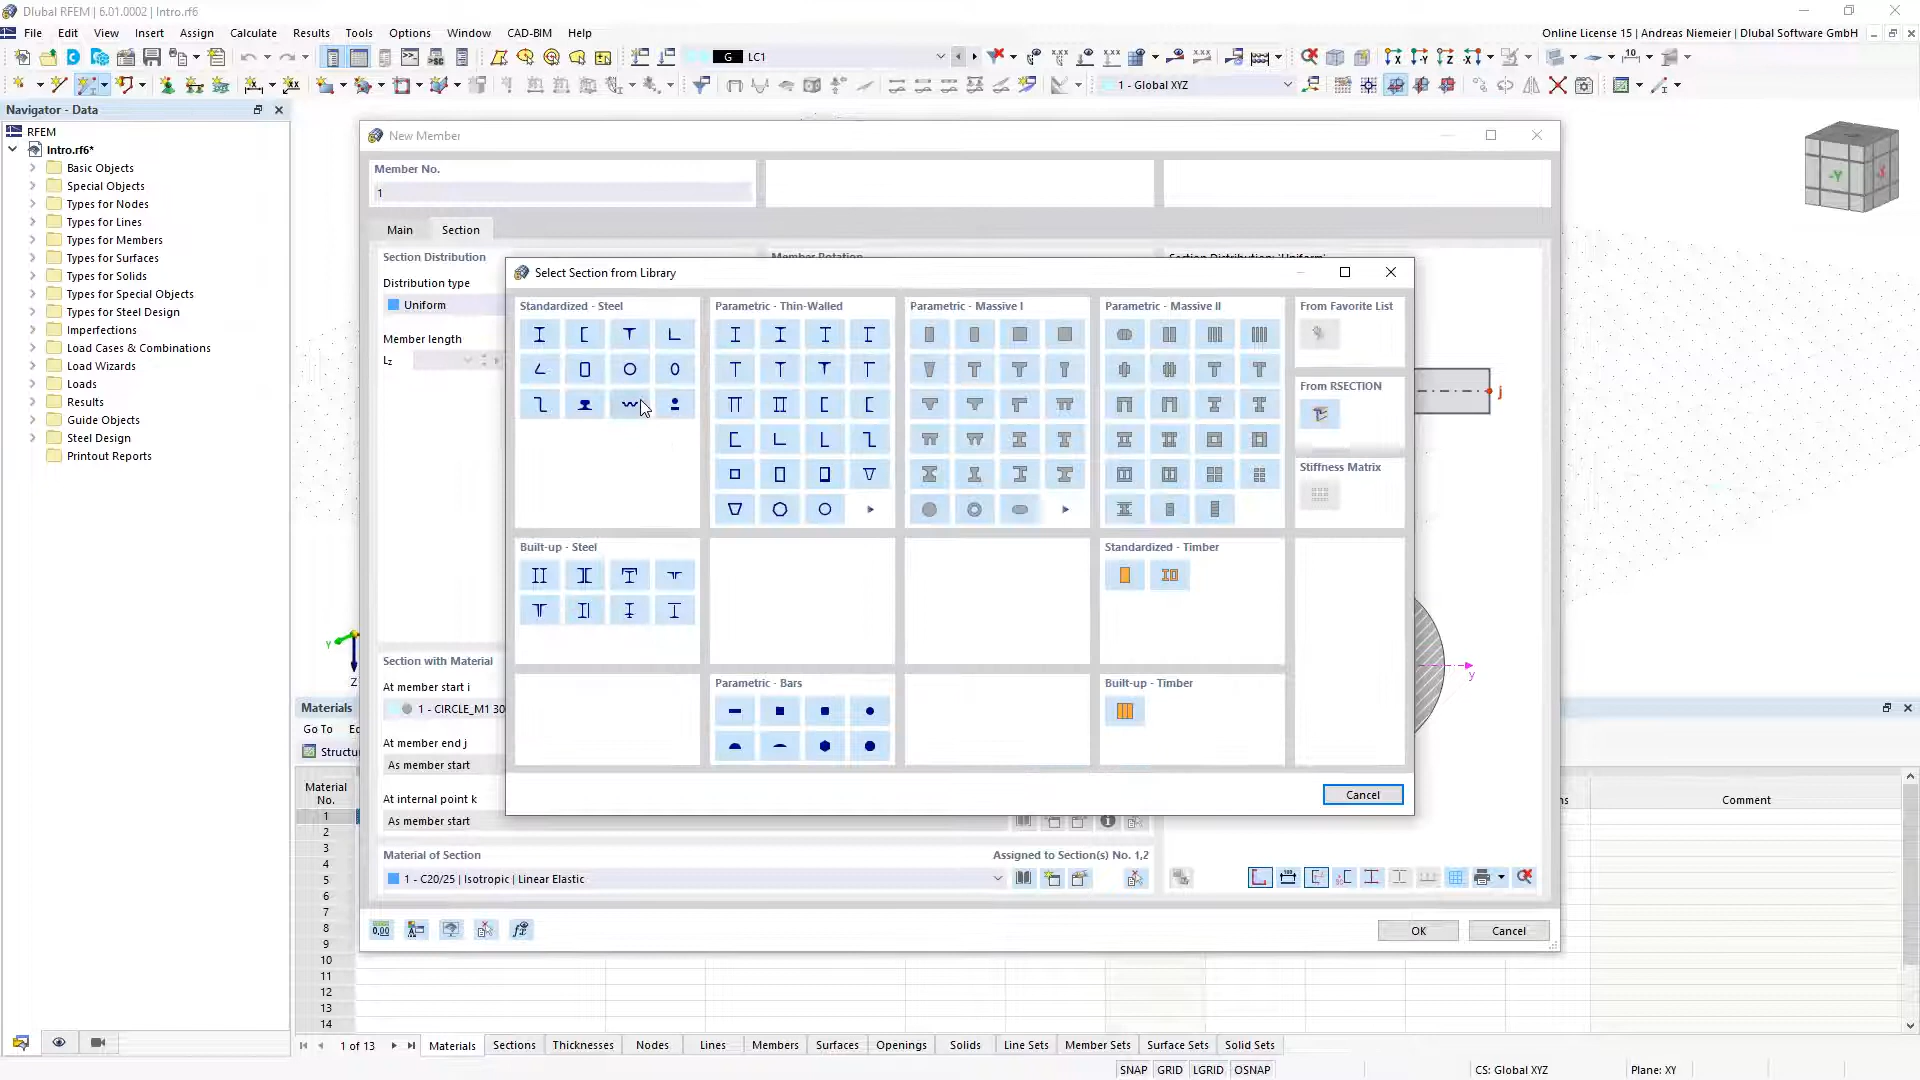 Dlubal RFEM | 6.01.0002 | Intro.rf6
File Edit View Insert Assign Calculate Results Tools Options Window CAD-BIM Help
Online License 15 | Andreas Niemeier | Dlubal Software GmbH
G LC1
1 - Global XYZ
Navigator - Data
RFEM
Intro.rf6*
Basic Objects
Special Objects
Types for Nodes
Types for Lines
Types for Members
Types for Surfaces
Types for Solids
Types for Special Objects
Types for Steel Design
Imperfections
Load Cases & Combinations
Load Wizards
Loads
Results
Guide Objects
Steel Design
Printout Reports
New Member
Member No.
1
Main Section
Section Distribution
Member Rotation
Section Distribution: 'Uniform'
Distribution type
Uniform
Member length
Lz
Select Section from Library
Standardized - Steel
Parametric - Thin-Walled
Parametric - Massive I
Parametric - Massive II
From Favorite List
From RSECTION
Stiffness Matrix
Built-up - Steel
Standardized - Timber
Parametric - Bars
Built-up - Timber
Cancel
j
y
-Y
-X
Y
Z
Section with Material
At member start i
1 - CIRCLE_M1 30
At member end j
As member start
At internal point k
As member start
Material of Section
Assigned to Section(s) No. 1,2
1 - C20/25 | Isotropic | Linear Elastic
OK Cancel
Materials
Go To
Structu
Material
No.
Comment
1
2
3
4
5
6
7
8
9
10
11
12
13
14
1 of 13
Materials Sections Thicknesses Nodes Lines Members Surfaces Openings Solids Line Sets Member Sets Surface Sets Solid Sets
SNAP GRID LGRID OSNAP
CS: Global XYZ
Plane: XY